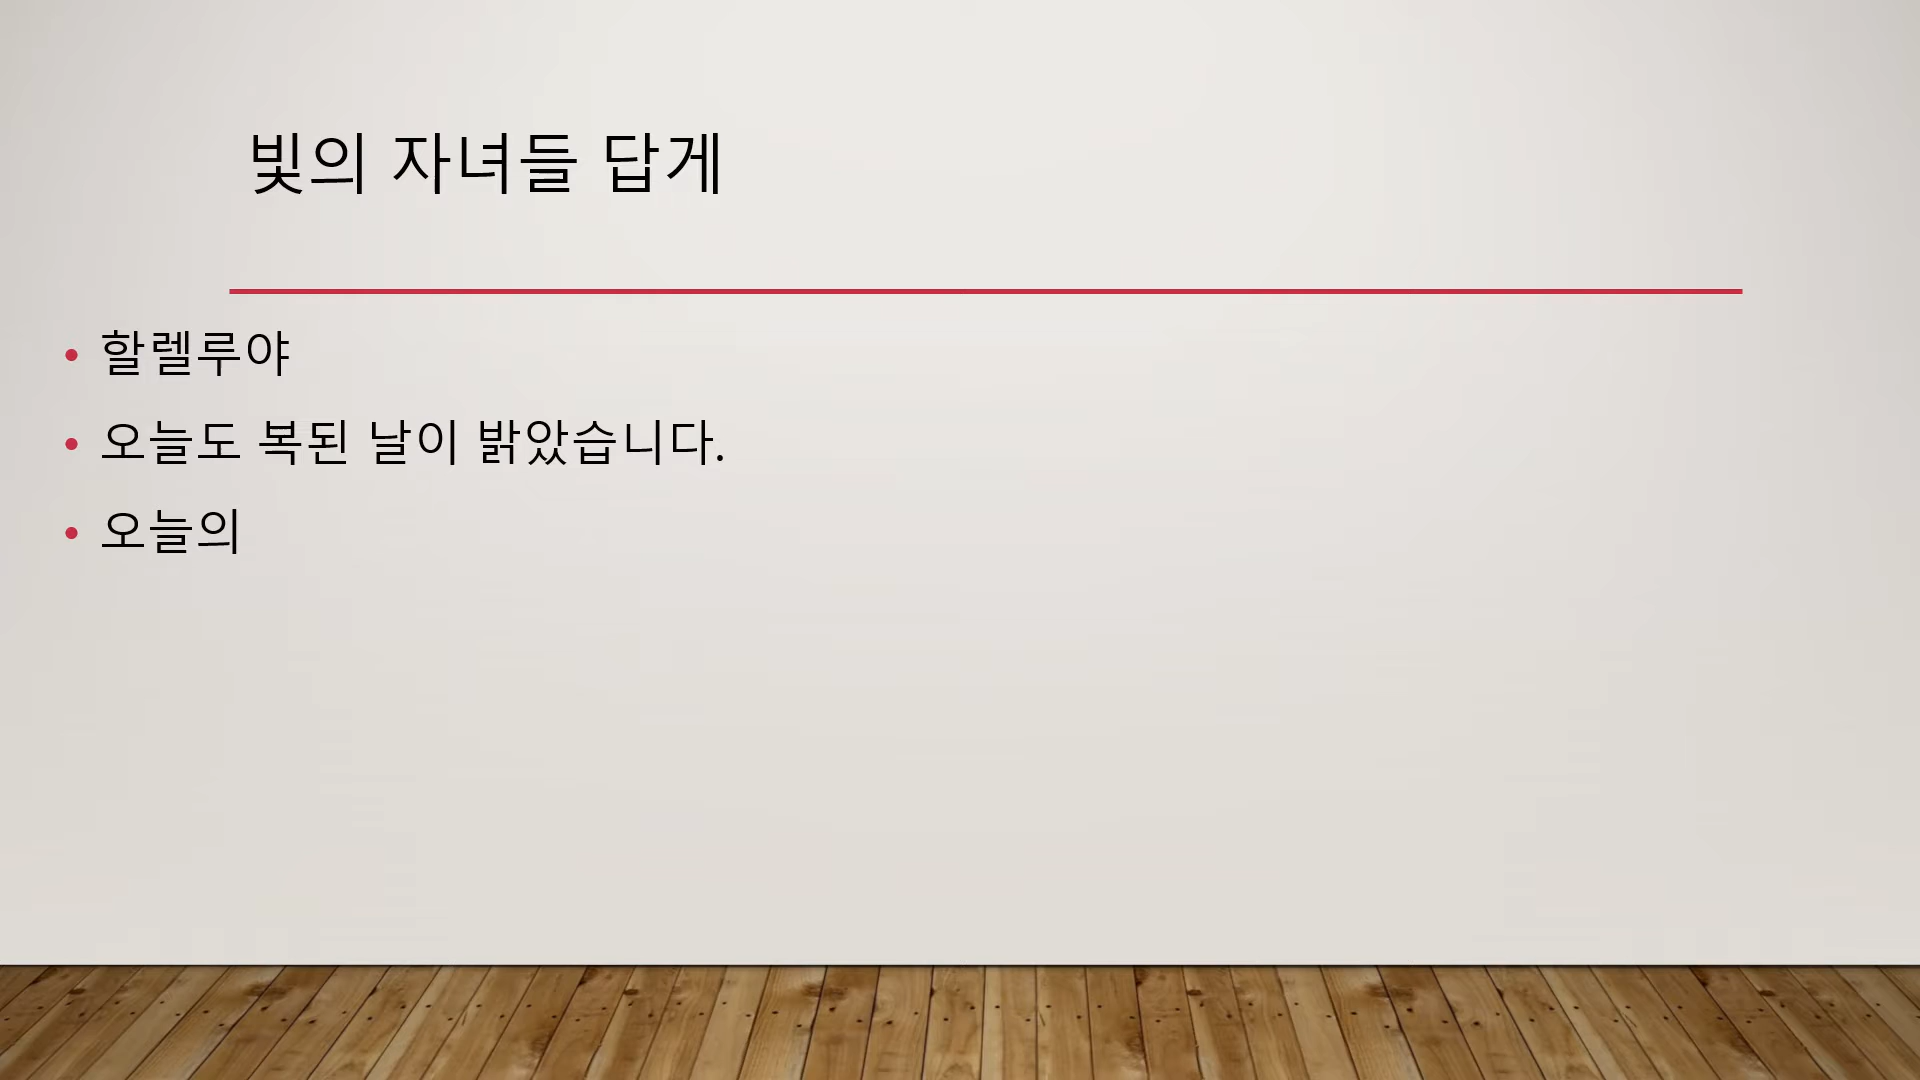 빛의 자녀들 답게
• 할렐루야
• 오늘도 복된 날이 밝았습니다.
• 오늘의